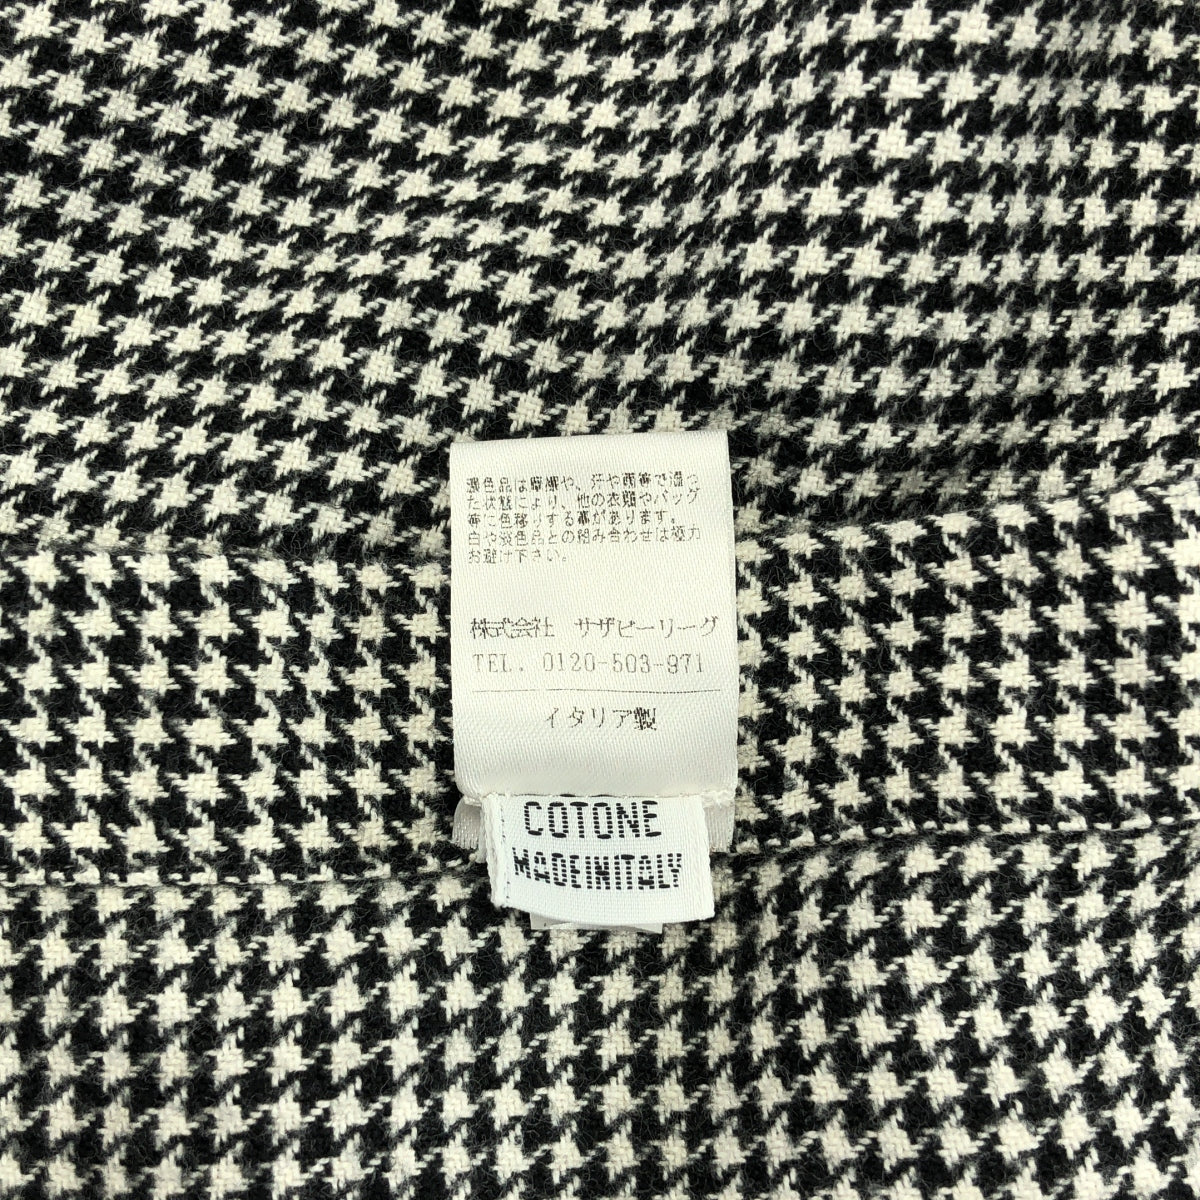 濃色品は摩擦や、汗や雨等で湿っ
た状態により、他の衣類やバッグ
等に色移りする事があります。
白や淡色品との組み合わせは極力
お避け下さい。
株式会社 サザビーリーグ
TEL. 0120-503-971
イタリア製
COTONE
MADEINITALY